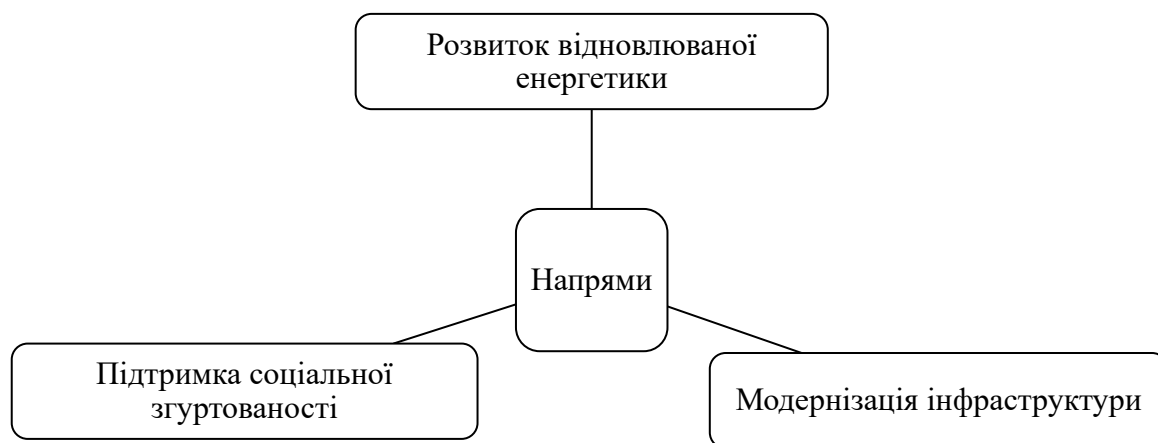 Розвиток відновлюваної
енергетики
Напрями
Підтримка соціальної
згуртованості
Модернізація інфраструктури